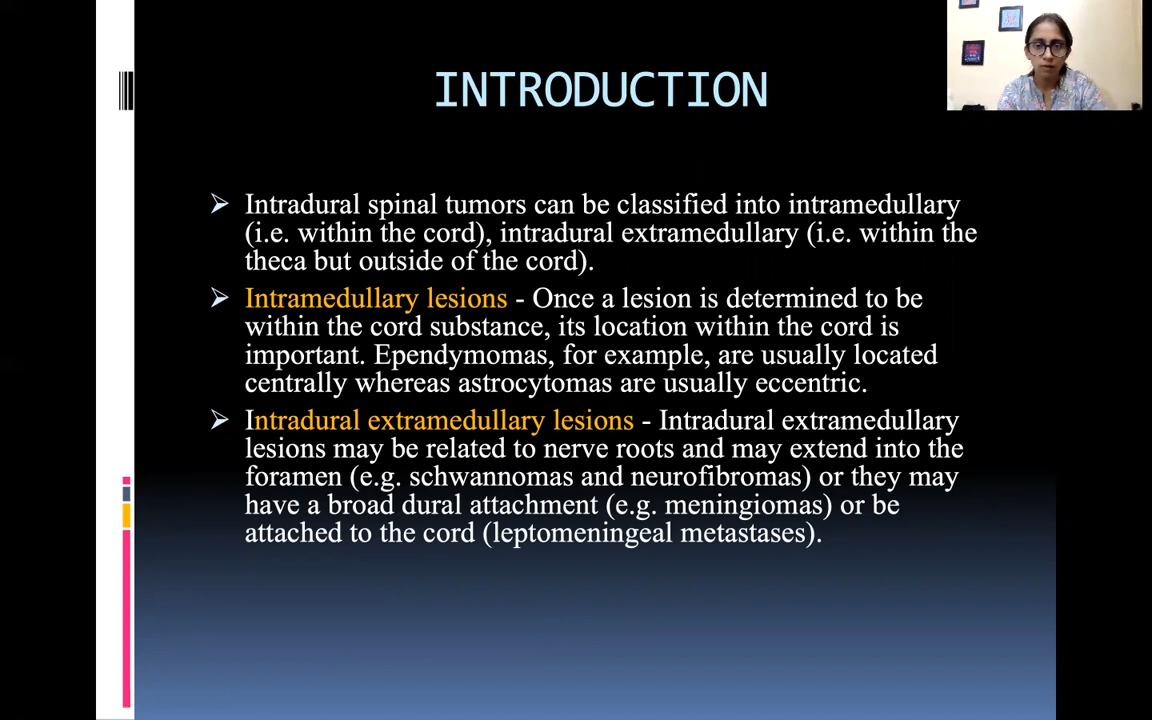 INTRODUCTION
Intradural spinal tumors can be classified into intramedullary
(i.e. within the cord), intradural extramedullary (i.e. within the
theca but outside of the cord).
Intramedullary lesions - Once a lesion is determined to be
within the cord substance, its location within the cord is
important. Ependymomas, for example, are usually located
centrally whereas astrocytomas are usually eccentric.
Intradural extramedullary lesions - Intradural extramedullary
lesions may be related to nerve roots and may extend into the
foramen (e.g. schwannomas and neurofibromas) or they may
have a broad dural attachment (e.g. meningiomas) or be
attached to the cord (leptomeningeal metastases).